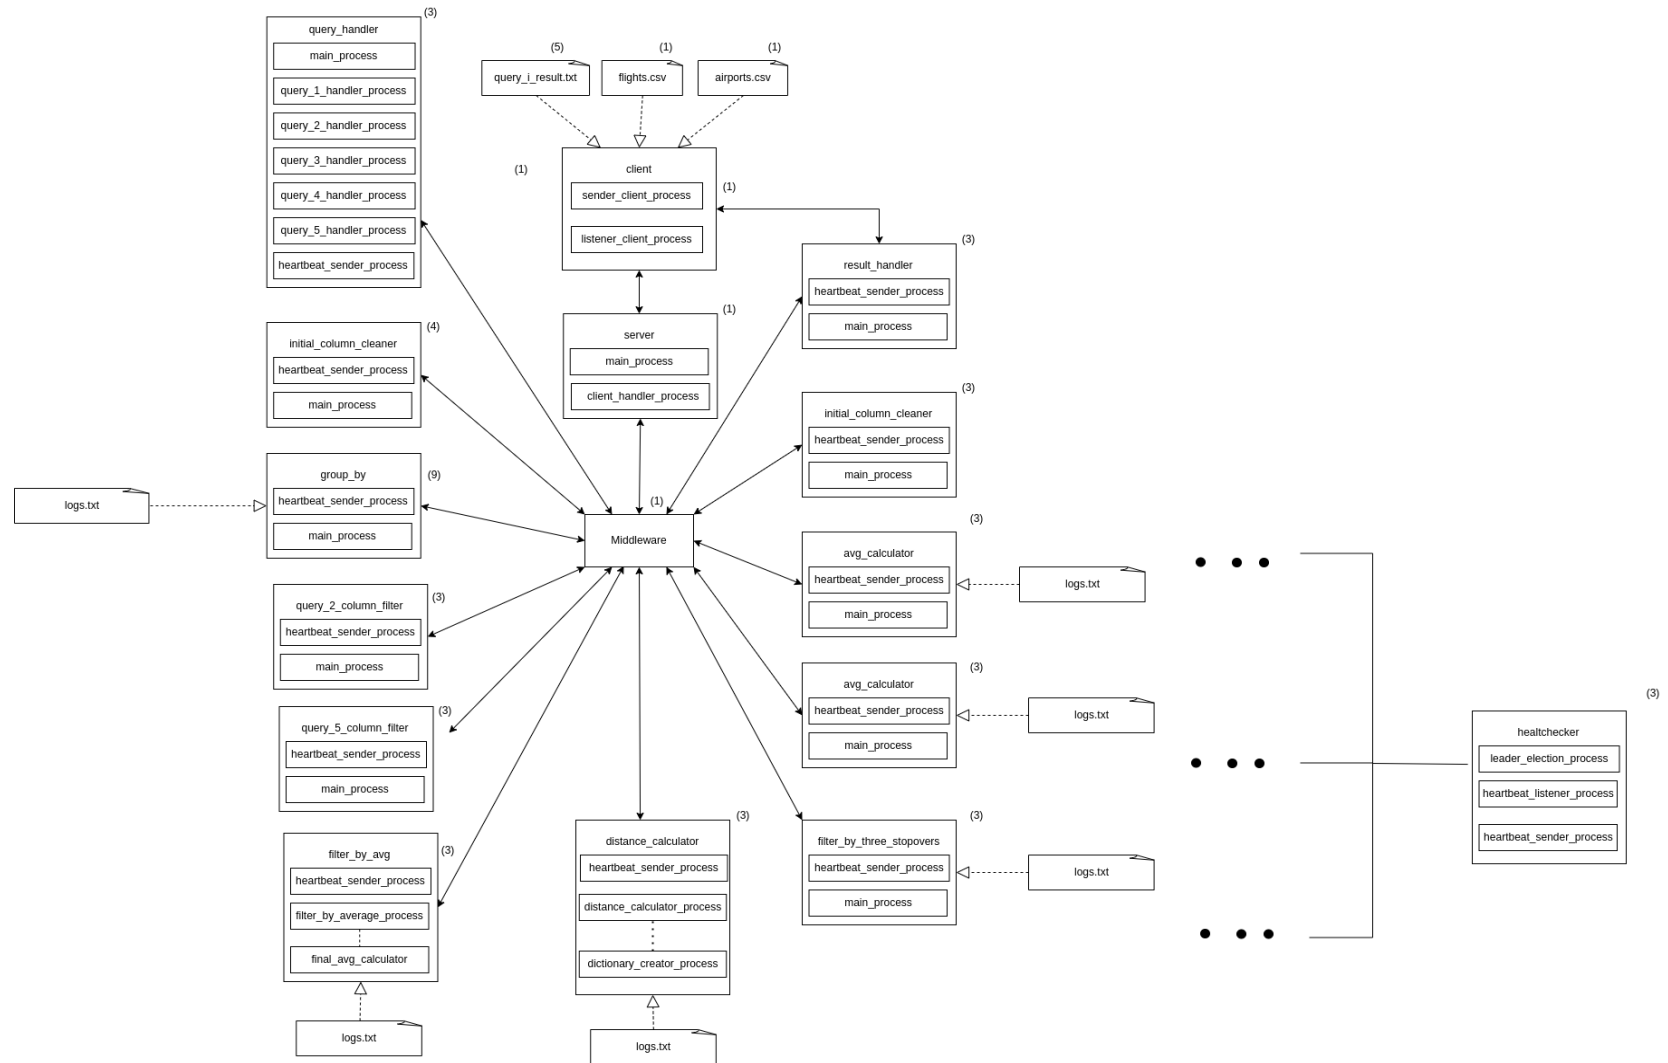 (3)
query_handler
main_process
query_1_handler_process
query_2_handler_process
query_3_handler_process
query_4_handler_process
query_5_handler_process
heartbeat_sender_process
(5)
query_i_result.txt
(1)
flights.csv
(1)
airports.csv
(1)
client
(1)
sender_client_process
listener_client_process
(3)
result_handler
heartbeat_sender_process
main_process
(1)
server
main_process
client_handler_process
(4)
initial_column_cleaner
heartbeat_sender_process
main_process
(3)
initial_column_cleaner
heartbeat_sender_process
main_process
(9)
group_by
heartbeat_sender_process
main_process
logs.txt
(1)
Middleware
(3)
avg_calculator
heartbeat_sender_process
main_process
logs.txt
(3)
query_2_column_filter
heartbeat_sender_process
main_process
(3)
avg_calculator
heartbeat_sender_process
main_process
logs.txt
(3)
query_5_column_filter
heartbeat_sender_process
main_process
(3)
healtchecker
leader_election_process
heartbeat_listener_process
heartbeat_sender_process
(3)
filter_by_avg
heartbeat_sender_process
filter_by_average_process
final_avg_calculator
logs.txt
(3)
distance_calculator
heartbeat_sender_process
distance_calculator_process
dictionary_creator_process
logs.txt
(3)
filter_by_three_stopovers
heartbeat_sender_process
main_process
logs.txt